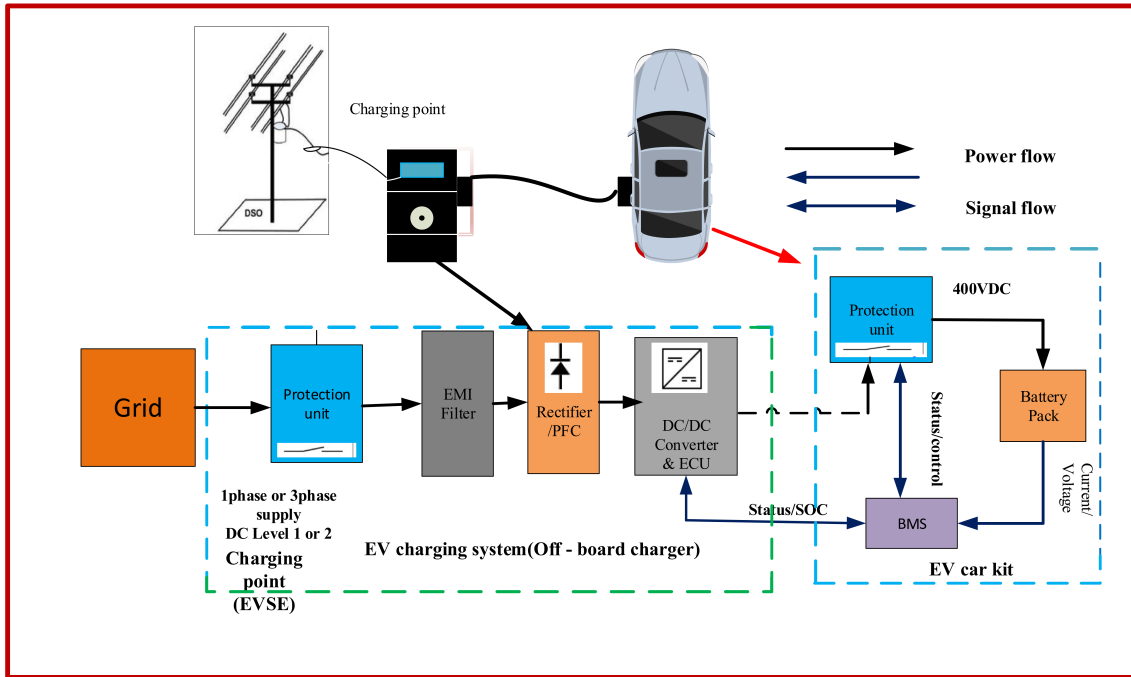 Charging point
DSO
Power flow
Signal flow
400VDC
Protection
unit
Battery
Pack
Status/control
Current/
Voltage
BMS
EV car kit
Grid
Protection
unit
EMI
Filter
Rectifier
/PFC
DC/DC
Converter
& ECU
Status/SOC
1phase or 3phase
supply
DC Level 1 or 2
Charging
point
(EVSE)
EV charging system(Off - board charger)